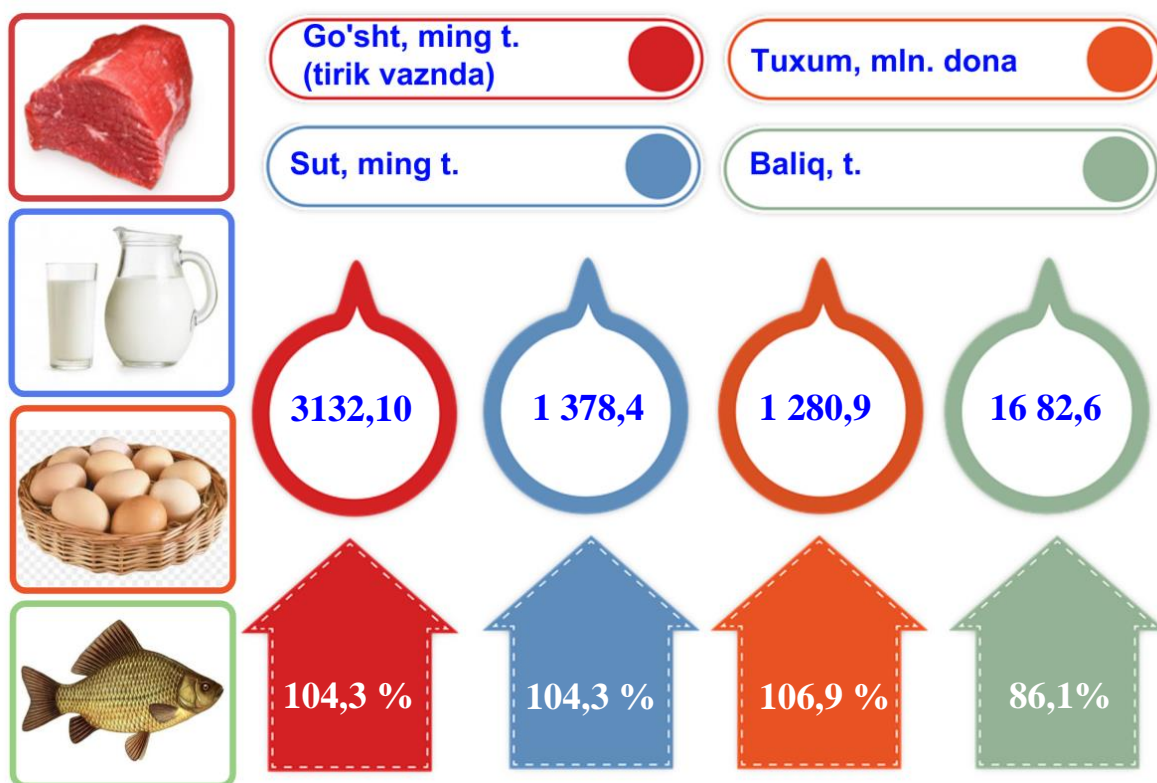 Go'sht, ming t.
(tirik vaznda)
Tuxum, mln. dona
Sut, ming t.
Baliq, t.
3132,10
1 378,4
1 280,9
16 82,6
104,3 %
104,3 %
106,9 %
86,1%